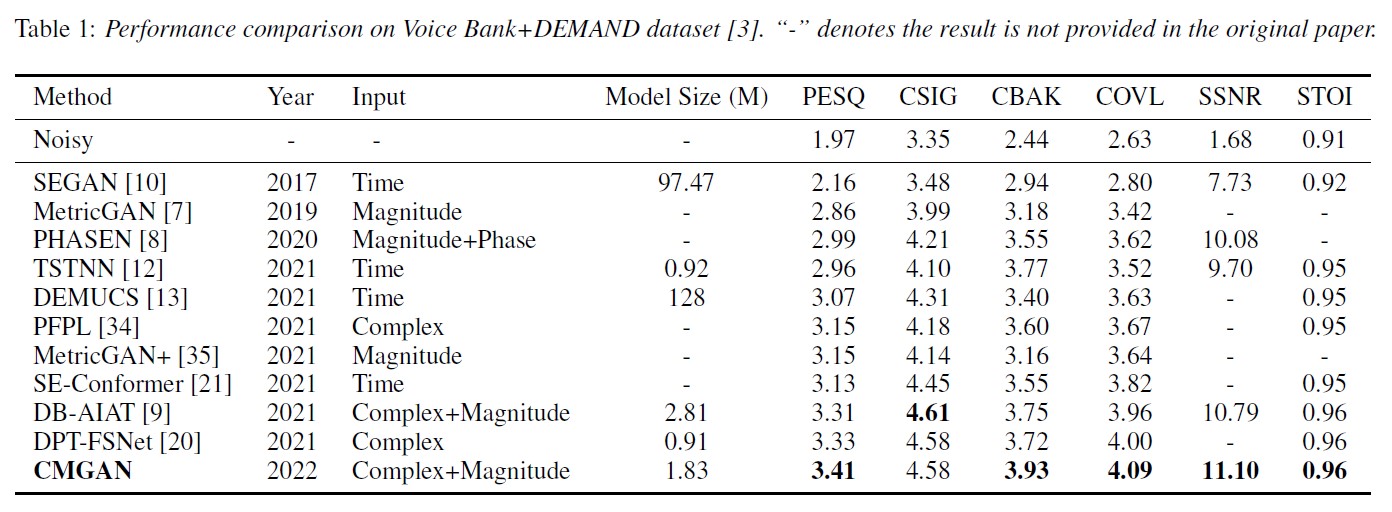 Table 1: Performance comparison on Voice Bank+DEMAND dataset [3]. “-” denotes the result is not provided in the original paper.
Method Year Input Model Size (M) PESQ CSIG CBAK COVL SSNR STOI
Noisy - - - 1.97 3.35 2.44 2.63 1.68 0.91
SEGAN [10] 2017 Time 97.47 2.16 3.48 2.94 2.80 7.73 0.92
MetricGAN [7] 2019 Magnitude - 2.86 3.99 3.18 3.42 - -
PHASEN [8] 2020 Magnitude+Phase - 2.99 4.21 3.55 3.62 10.08 -
TSTNN [12] 2021 Time 0.92 2.96 4.10 3.77 3.52 9.70 0.95
DEMUCS [13] 2021 Time 128 3.07 4.31 3.40 3.63 - 0.95
PFPL [34] 2021 Complex - 3.15 4.18 3.60 3.67 - 0.95
MetricGAN+ [35] 2021 Magnitude - 3.15 4.14 3.16 3.64 - -
SE-Conformer [21] 2021 Time - 3.13 4.45 3.55 3.82 - 0.95
DB-AIAT [9] 2021 Complex+Magnitude 2.81 3.31 4.61 3.75 3.96 10.79 0.96
DPT-FSNet [20] 2021 Complex 0.91 3.33 4.58 3.72 4.00 - 0.96
CMGAN 2022 Complex+Magnitude 1.83 3.41 4.58 3.93 4.09 11.10 0.96